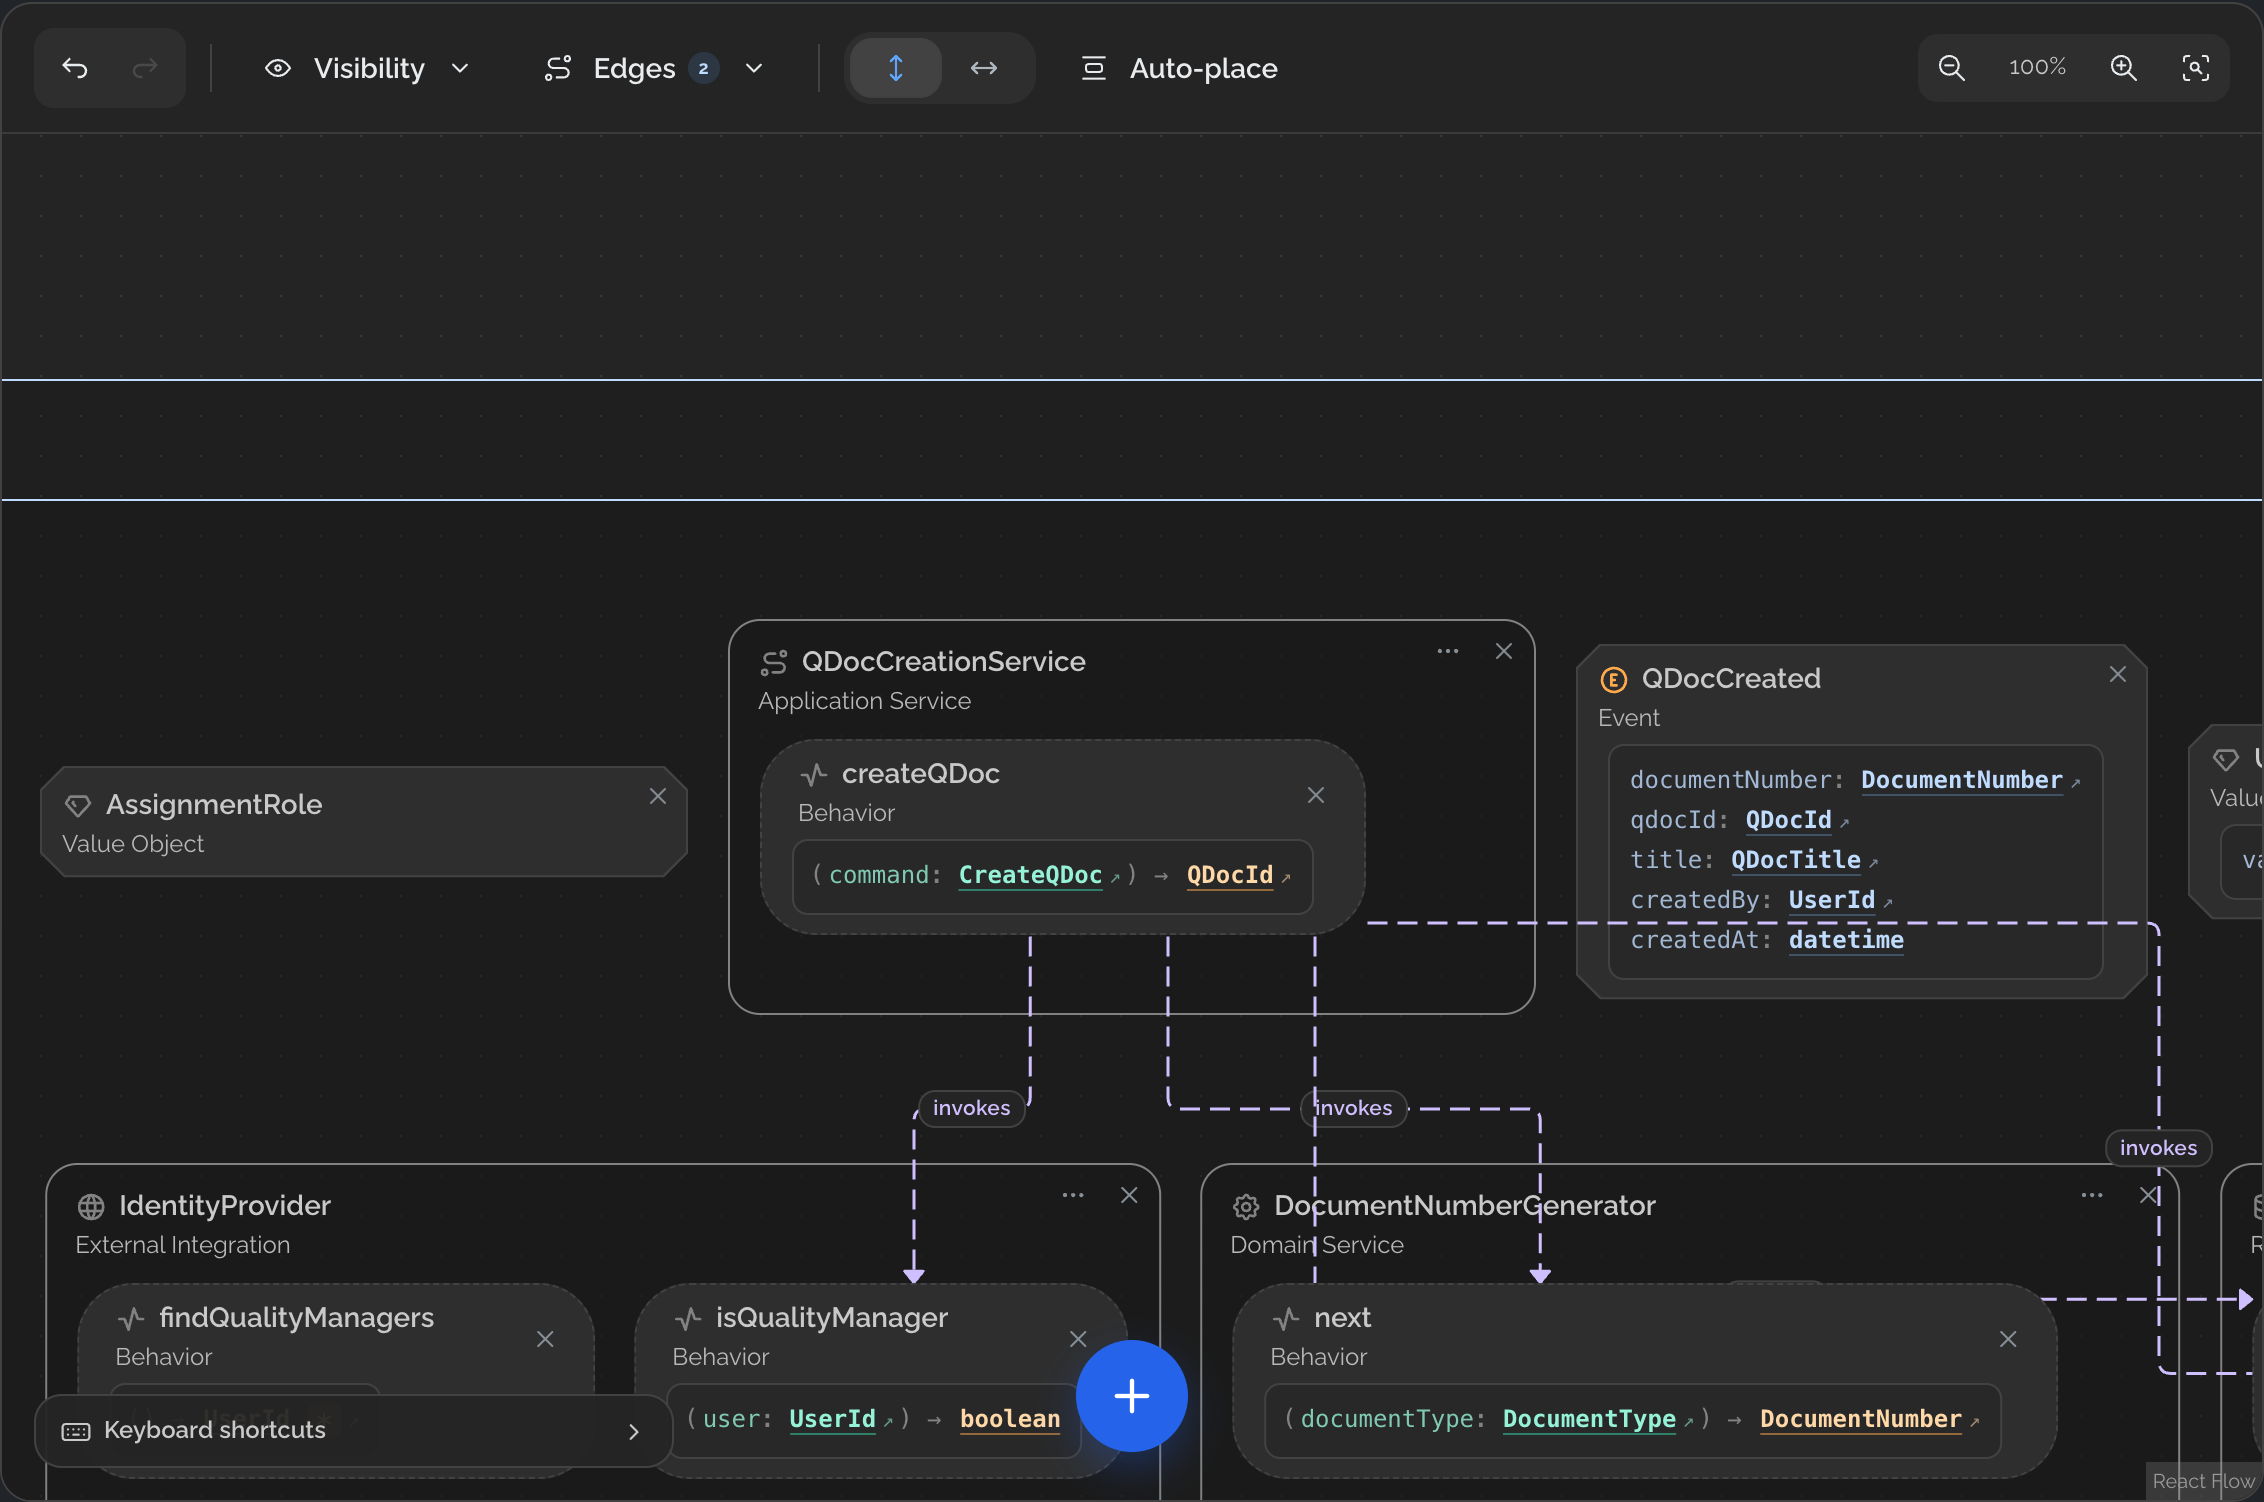 Visibility
Edges 2
Auto-place
100%
QDocCreationService
Application Service
createQDoc
Behavior
(command: CreateQDoc↗) → QDocId↗
QDocCreated
Event
documentNumber: DocumentNumber↗
qdocId: QDocId↗
title: QDocTitle↗
createdBy: UserId↗
createdAt: datetime
AssignmentRole
Value Object
invokes
invokes
invokes
IdentityProvider
External Integration
findQualityManagers
Behavior
isQualityManager
Behavior
(user: UserId↗) → boolean
DocumentNumberGenerator
Domain Service
next
Behavior
(documentType: DocumentType↗) → DocumentNumber↗
Keyboard shortcuts
React Flow